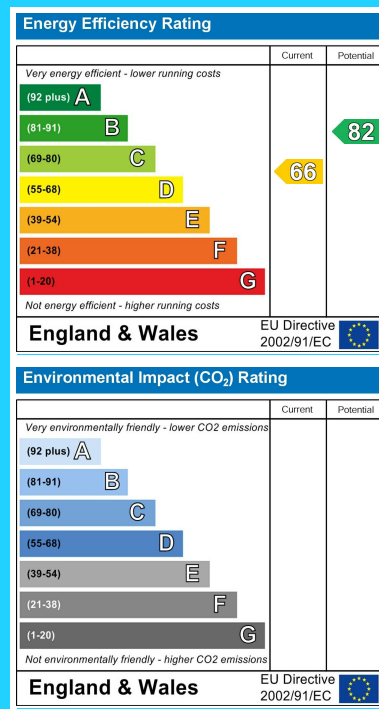 Energy Efficiency Rating
Current Potential
Very energy efficient - lower running costs
(92 plus) A
(81-91) B
82
(69-80) C
66
(55-68) D
(39-54) E
(21-38) F
(1-20) G
Not energy efficient - higher running costs
England & Wales
EU Directive
2002/91/EC
Environmental Impact (CO₂) Rating
Current Potential
Very environmentally friendly - lower CO2 emissions
(92 plus) A
(81-91) B
(69-80) C
(55-68) D
(39-54) E
(21-38) F
(1-20) G
Not environmentally friendly - higher CO2 emissions
England & Wales
EU Directive
2002/91/EC